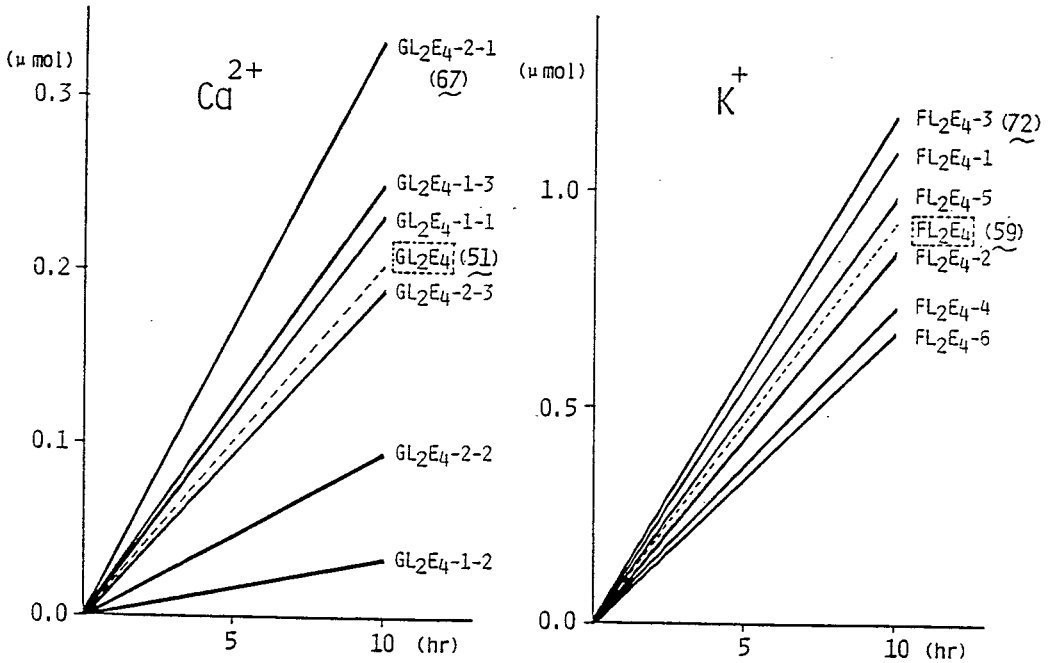 (μ mol)
Ca2+
0.3
0.2
0.1
0.0
5
10 (hr)
GL2E4-2-1
(67)
GL2E4-1-3
GL2E4-1-1
GL2E4 (51)
GL2E4-2-3
GL2E4-2-2
GL2E4-1-2
(μ mol)
K+
1.0
0.5
0.0
5
10 (hr)
FL2E4-3 (72)
FL2E4-1
FL2E4-5
FL2E4 (59)
FL2E4-2
FL2E4-4
FL2E4-6